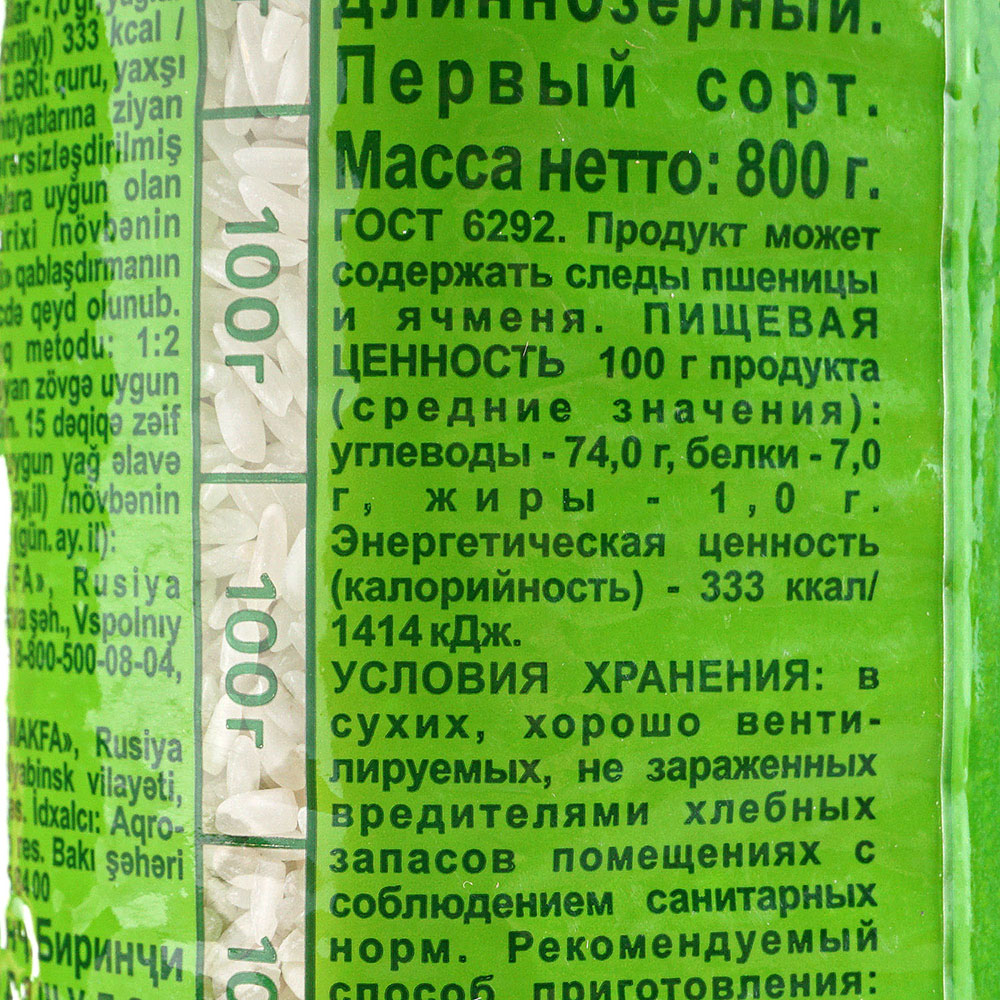 333 kcal /
quru, yaxşı
ziyan
uyğun olan
/növbənin
qablaşdırmanın
qeyd olunub.
metodu: 1:2
zövgə uygun
15 dəqiqə zəif
yağ əlavə
/növbənin
(gün. ay. il):
Rusiya
şəh., Vspolnıy
8-800-500-08-04,
Rusiya
vilayəti,
İdxalçı: Aqro-
Bakı şəhəri
Биринчи
100г
100г
длиннозерный.
Первый сорт.
Масса нетто: 800 г.
ГОСТ 6292. Продукт может
содержать следы пшеницы
и ячменя. ПИЩЕВАЯ
ЦЕННОСТЬ 100 г продукта
(средние значения):
углеводы - 74,0 г, белки - 7,0
г, жиры - 1,0 г.
Энергетическая ценность
(калорийность) - 333 ккал/
1414 кДж.
УСЛОВИЯ ХРАНЕНИЯ: в
сухих, хорошо венти-
лируемых, не зараженных
вредителями хлебных
запасов помещениях с
соблюдением санитарных
норм. Рекомендуемый
способ приготовления: